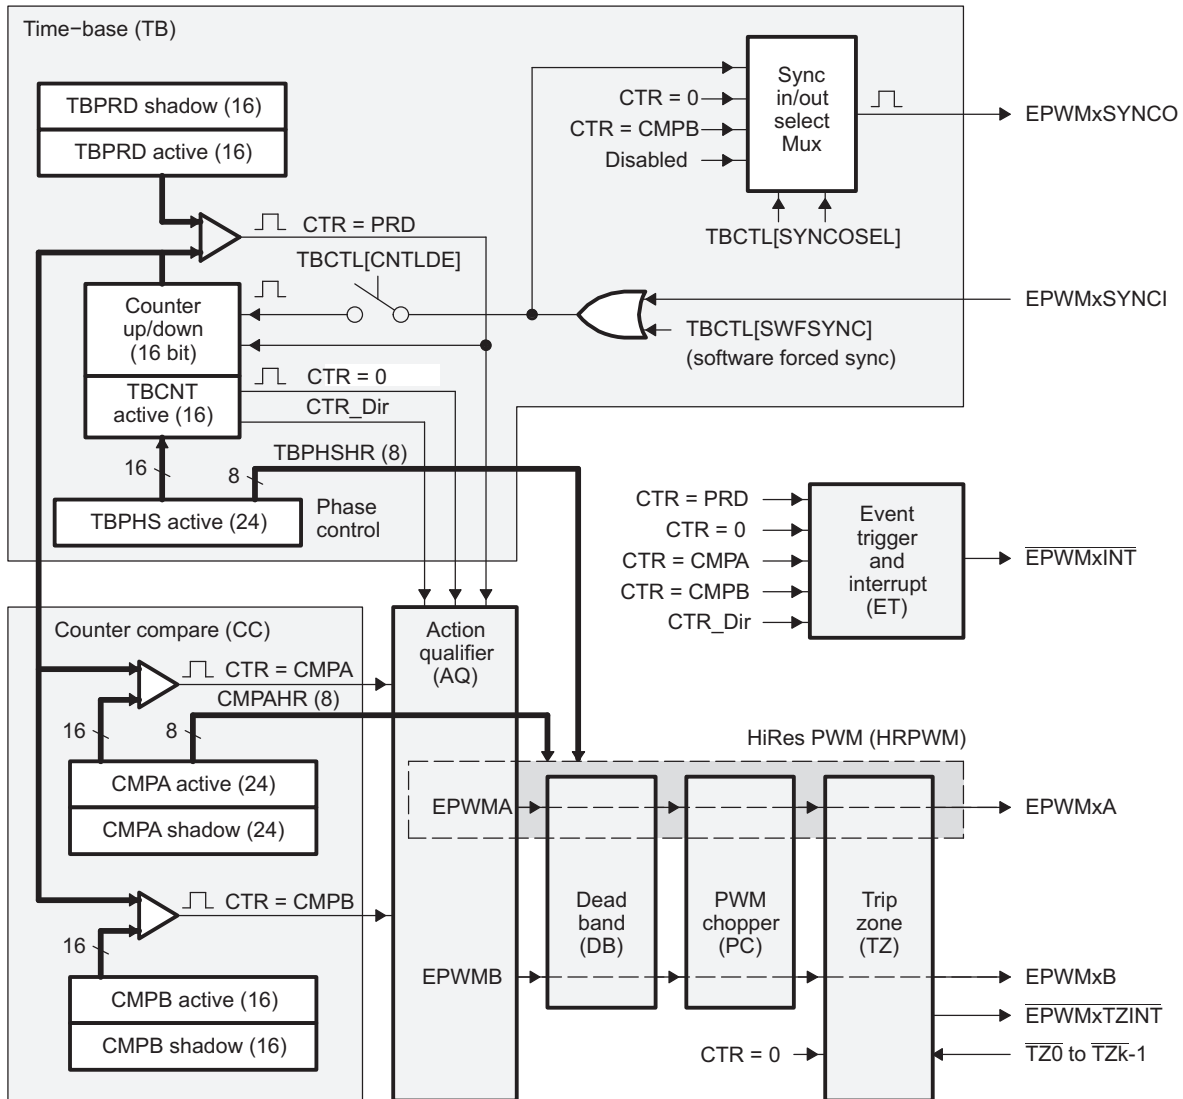 Time−base (TB)
TBPRD shadow (16)
TBPRD active (16)
CTR = PRD
TBCTL[CNTLDE]
Counter
up/down
(16 bit)
TBCNT
active (16)
CTR = 0
CTR_Dir
16
8
TBPHSHR (8)
TBPHS active (24)
Phase
control
CTR = 0
CTR = CMPB
Disabled
Sync
in/out
select
Mux
TBCTL[SYNCOSEL]
EPWMxSYNCO
EPWMxSYNCI
TBCTL[SWFSYNC]
(software forced sync)
CTR = PRD
CTR = 0
CTR = CMPA
CTR = CMPB
CTR_Dir
Event
trigger
and
interrupt
(ET)
EPWMxINT
Counter compare (CC)
CTR = CMPA
CMPAHR (8)
16
8
CMPA active (24)
CMPA shadow (24)
CTR = CMPB
16
CMPB active (16)
CMPB shadow (16)
Action
qualifier
(AQ)
EPWMA
EPWMB
HiRes PWM (HRPWM)
Dead
band
(DB)
PWM
chopper
(PC)
Trip
zone
(TZ)
CTR = 0
EPWMxA
EPWMxB
EPWMxTZINT
TZ0 to TZk-1